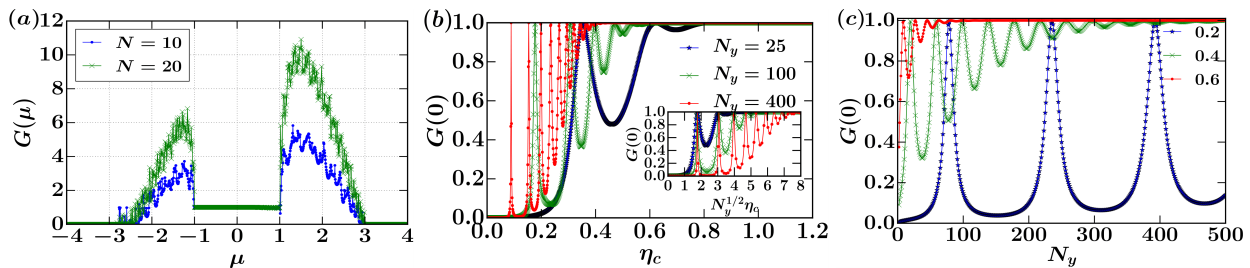 (a)
N = 10
N = 20
G(μ)
12
10
8
6
4
2
0
−4 −3 −2 −1 0 1 2 3 4
μ
(b)
N_y = 25
N_y = 100
N_y = 400
G(0)
1.0
0.8
0.6
0.4
0.2
0.0
0.0 0.2 0.4 0.6 0.8 1.0 1.2
η_c
G(0)
1.0
0.8
0.6
0.4
0.2
0.0
0 1 2 3 4 5 6 7 8
N_y^{1/2}η_c
(c)
0.2
0.4
0.6
G(0)
1.0
0.8
0.6
0.4
0.2
0.0
0 100 200 300 400 500
N_y